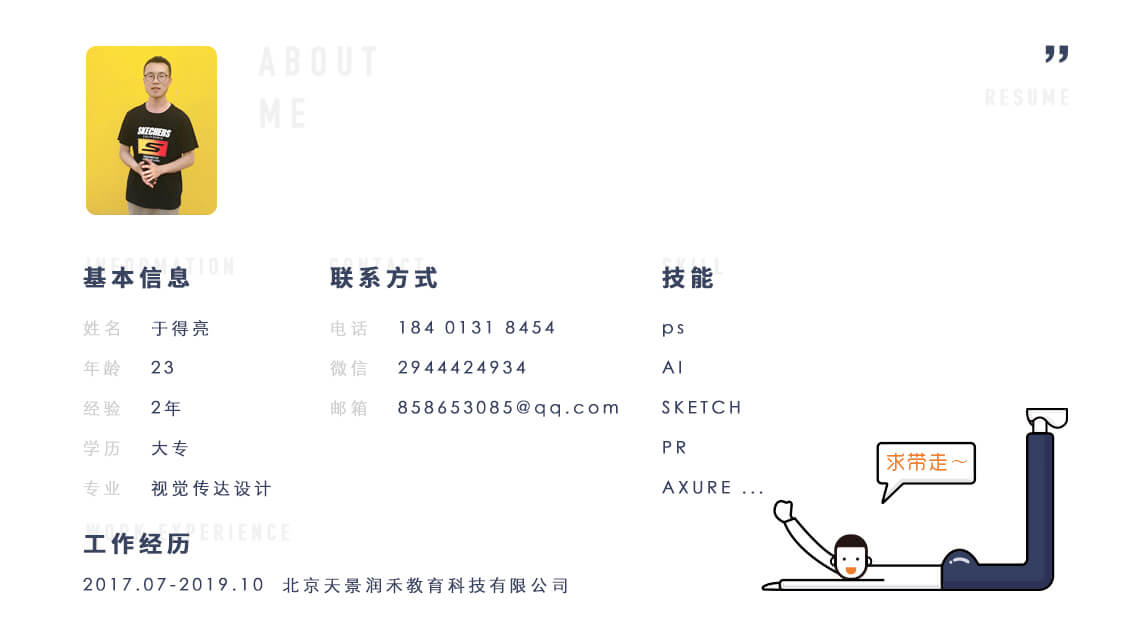 ABOUT
ME
RESUME
SKECHERS
INFORMATION
基本信息
姓名 于得亮
年龄 23
经验 2年
学历 大专
专业 视觉传达设计
CONTACT
联系方式
电话 184 0131 8454
微信 2944424934
邮箱 858653085@qq.com
SKILL
技能
ps
AI
SKETCH
PR
AXURE ...
求带走～
WORK EXPERIENCE
工作经历
2017.07-2019.10 北京天景润禾教育科技有限公司